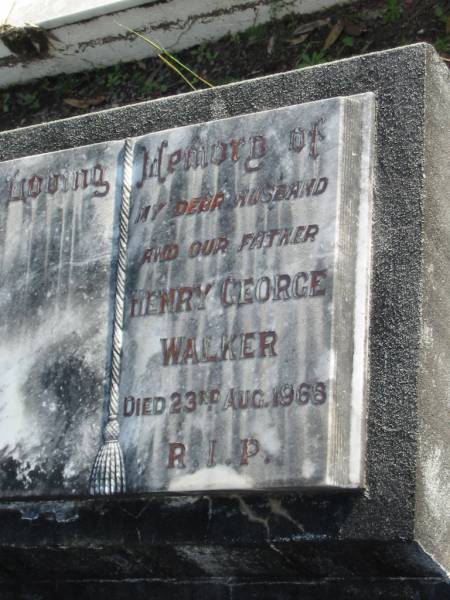 Loving Memory of
MY DEAR HUSBAND
AND OUR FATHER
HENRY GEORGE
WALKER
DIED 23RD AUG. 1968
R.I.P.